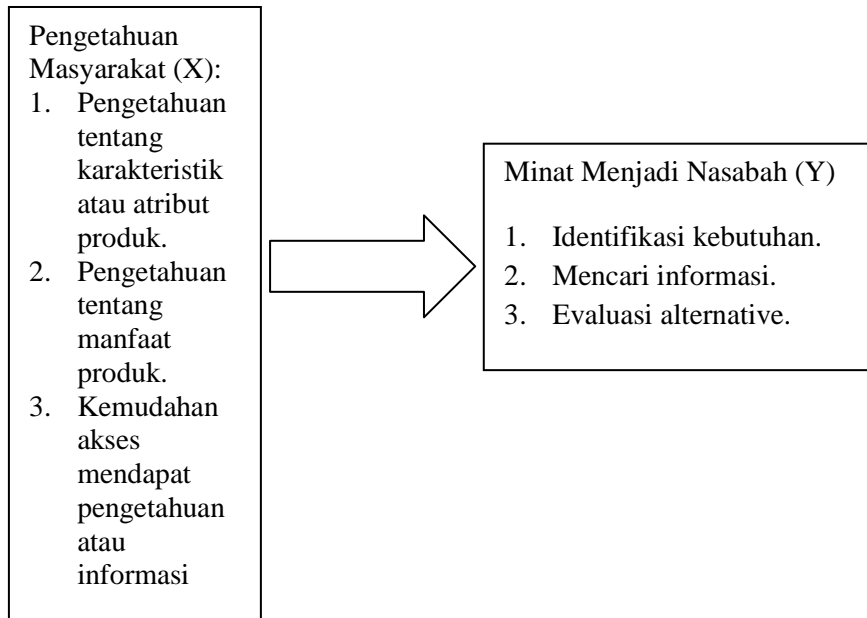 Pengetahuan
Masyarakat (X):
1. Pengetahuan
tentang
karakteristik
atau atribut
produk.
2. Pengetahuan
tentang
manfaat
produk.
3. Kemudahan
akses
mendapat
pengetahuan
atau
informasi
Minat Menjadi Nasabah (Y)
1. Identifikasi kebutuhan.
2. Mencari informasi.
3. Evaluasi alternative.